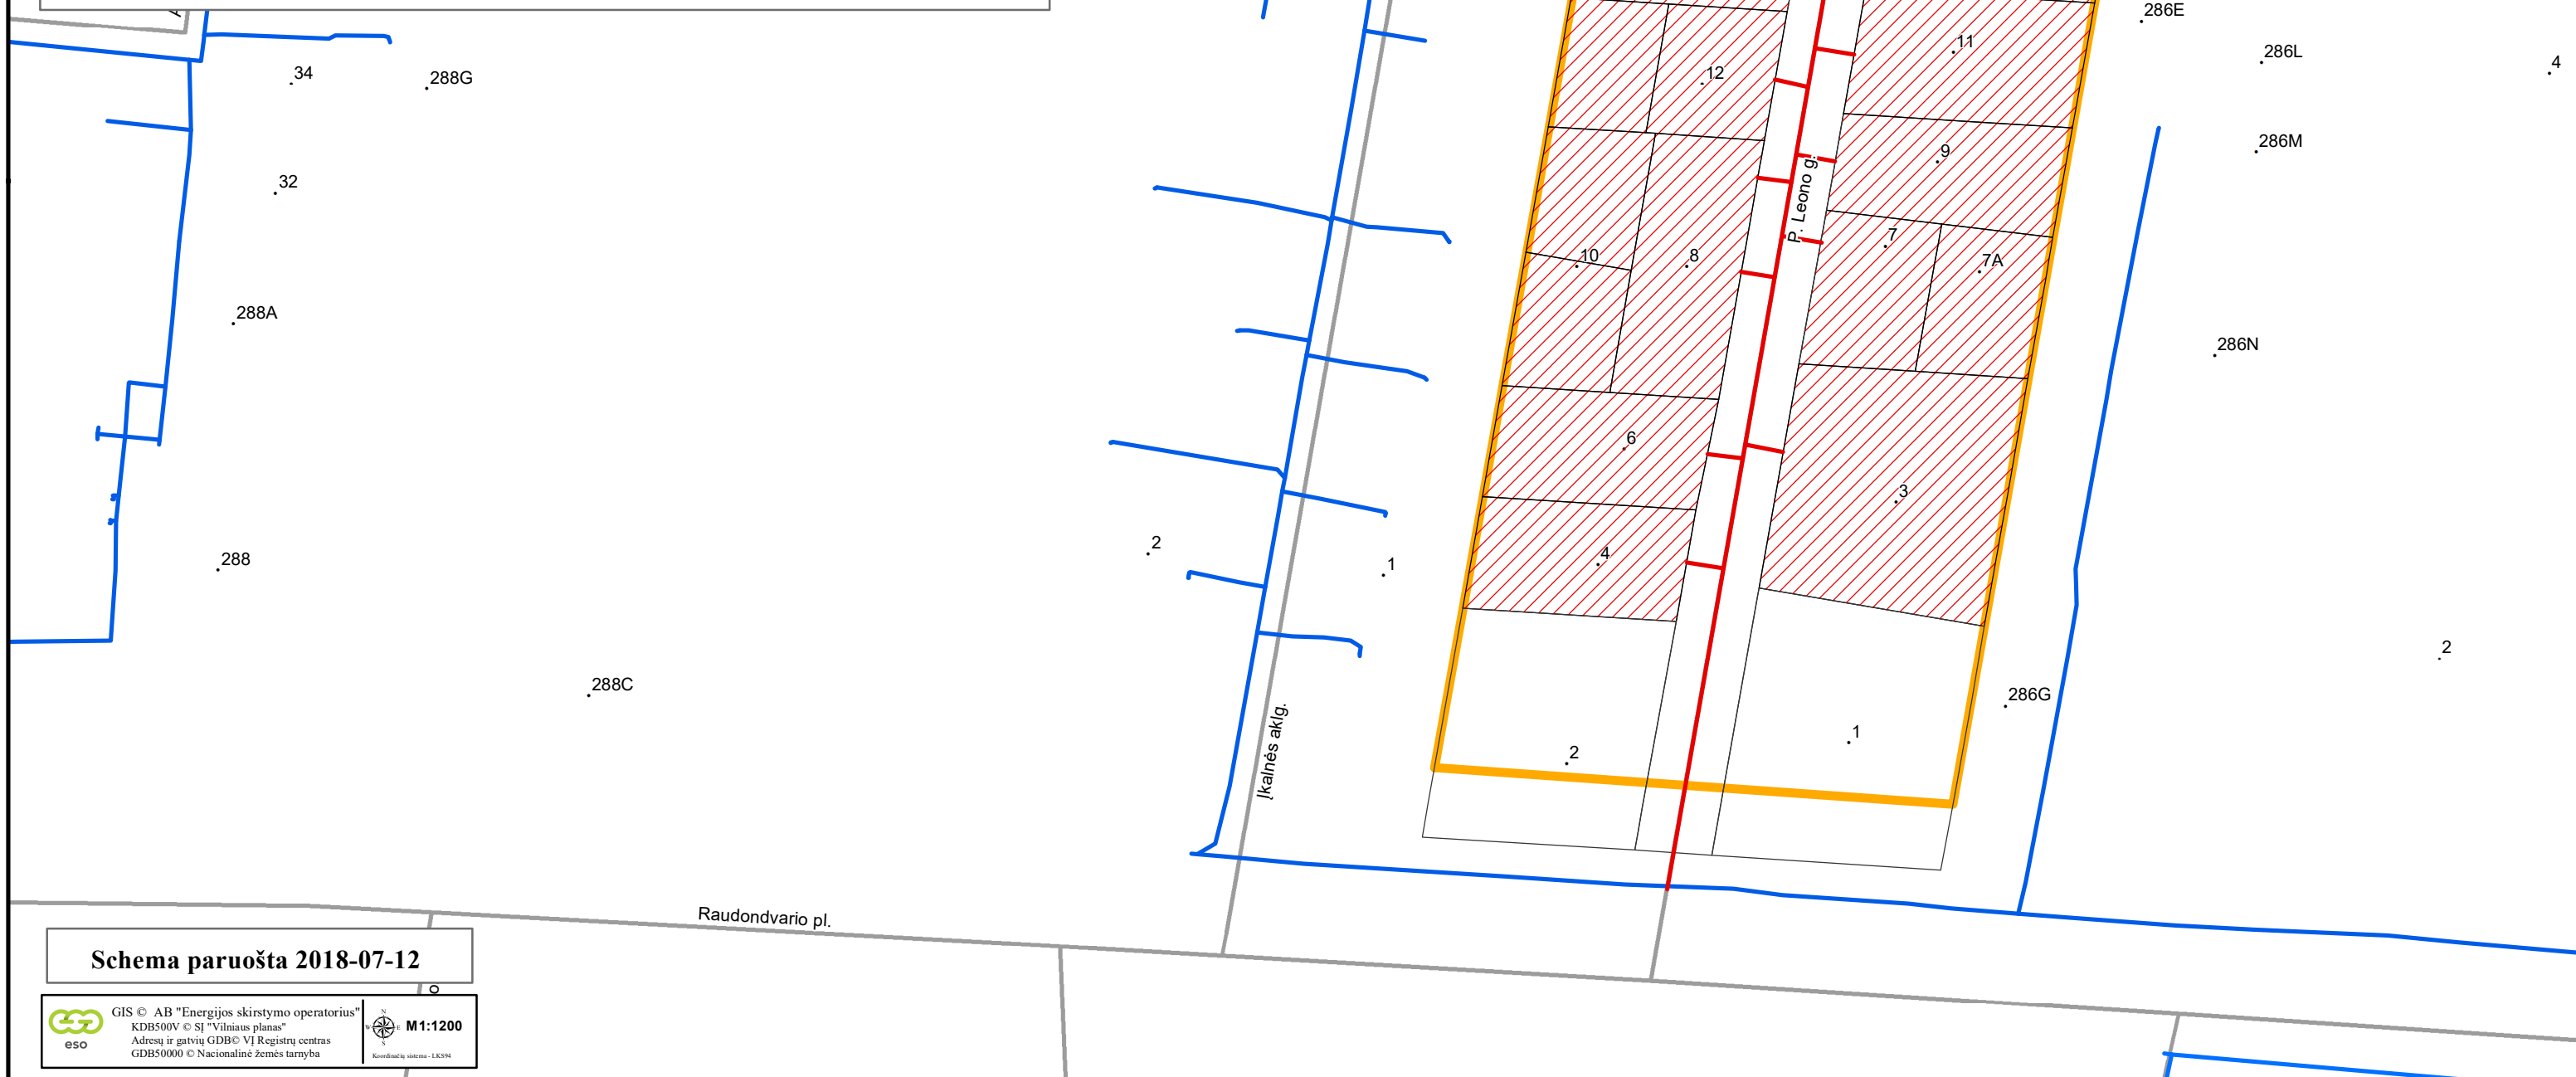 286E
11
286L
4
34
288G
12
286M
9
32
P. Leono g.
7
10
8
7A
288A
286N
6
3
2
4
1
288
2
288C
286G
1
2
Įkalnės aklg.
Raudondvario pl.
Schema paruošta 2018-07-12
o
GIS © AB "Energijos skirstymo operatorius"
KDB500V © SĮ "Vilniaus planas"
Adresų ir gatvių GDB© VĮ Registrų centras
GDB50000 © Nacionalinė žemės tarnyba
eso
N
W
E
S
M1:1200
Koordinačių sistema - LKS94